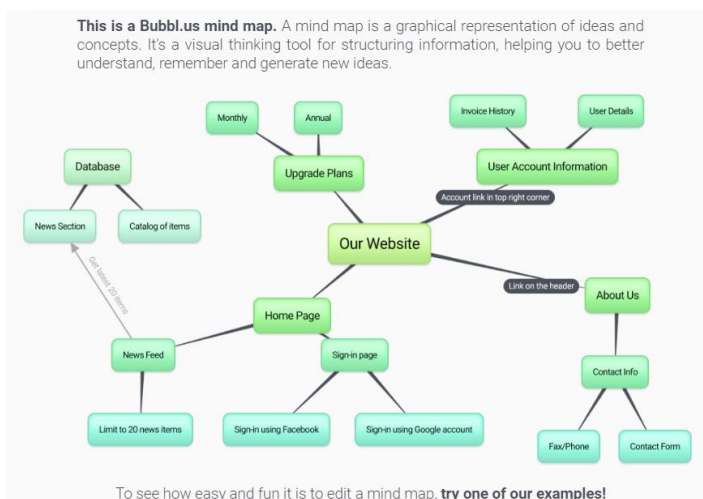 This is a Bubbl.us mind map. A mind map is a graphical representation of ideas and
concepts. It's a visual thinking tool for structuring information, helping you to better
understand, remember and generate new ideas.
Monthly
Annual
Invoice History
User Details
Database
Upgrade Plans
User Account Information
Account link in top right corner
News Section
Catalog of items
Our Website
Get latest 20 items
Link on the header
About Us
Home Page
News Feed
Sign-in page
Contact Info
Limit to 20 news items
Sign-in using Facebook
Sign-in using Google account
Fax/Phone
Contact Form
To see how easy and fun it is to edit a mind map, try one of our examples!